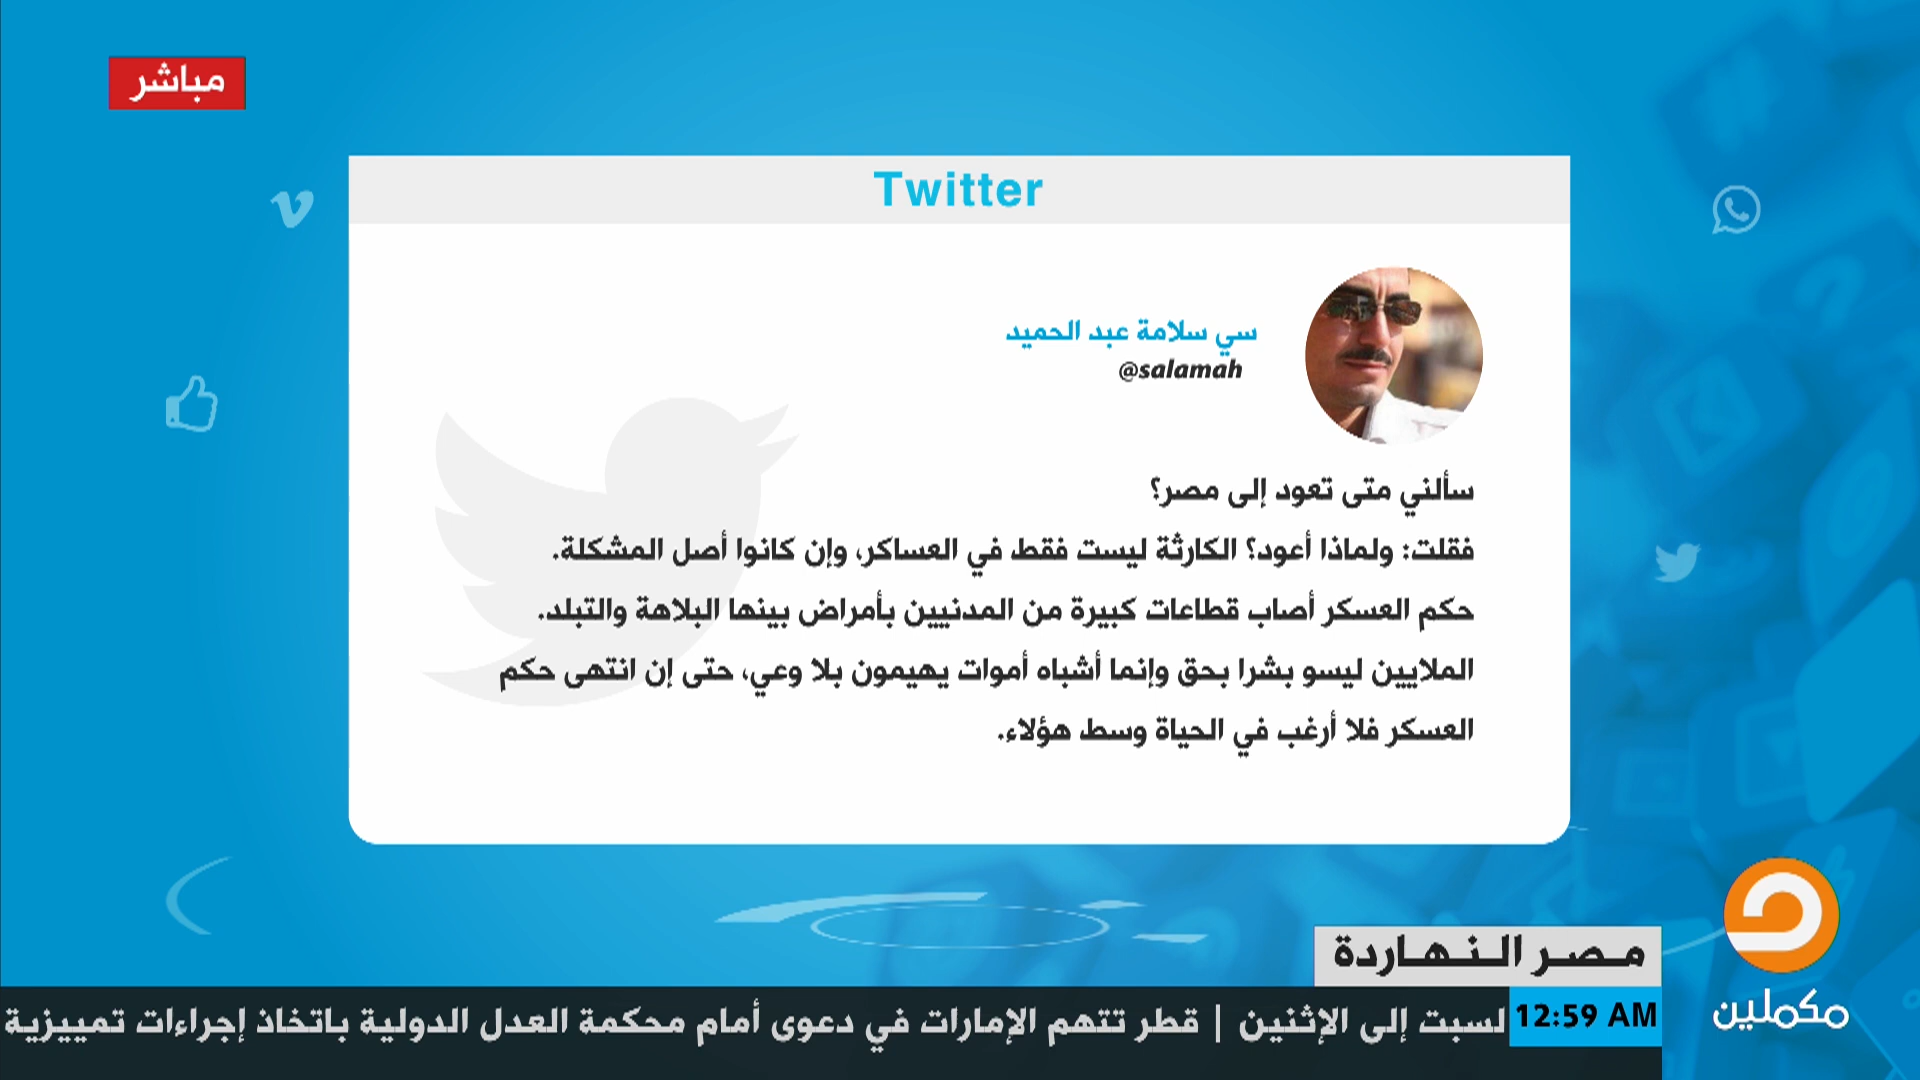 مباشر
Twitter
سي سلامة عبد الحميد
@salamah
سألني متى تعود إلى مصر؟
فقلت: ولماذا أعود؟ الكارثة ليست فقط في العساكر، وإن كانوا أصل المشكلة.
حكم العسكر أصاب قطاعات كبيرة من المدنيين بأمراض بينها البلاهة والتبلد.
الملايين ليسو بشرا بحق وإنما أشباه أموات يهيمون بلا وعي، حتى إن انتهى حكم
العسكر فلا أرغب في الحياة وسط هؤلاء.
مصر النهاردة
مكملين
12:59 AM
لسبت إلى الإثنين | قطر تتهم الإمارات في دعوى أمام محكمة العدل الدولية باتخاذ إجراءات تمييزية